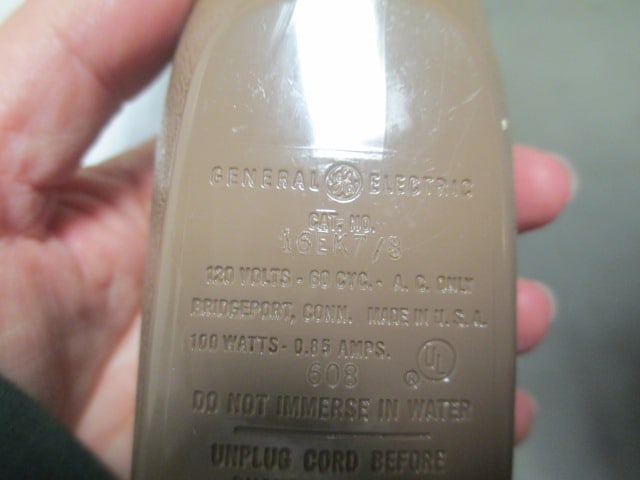 GENERAL GE ELECTRIC
CAT. NO.
16EK7/8
120 VOLTS - 60 CYC. - A. C. ONLY
BRIDGEPORT, CONN. MADE IN U. S. A.
100 WATTS - 0.85 AMPS. UL
608 ®
DO NOT IMMERSE IN WATER
UNPLUG CORD BEFORE